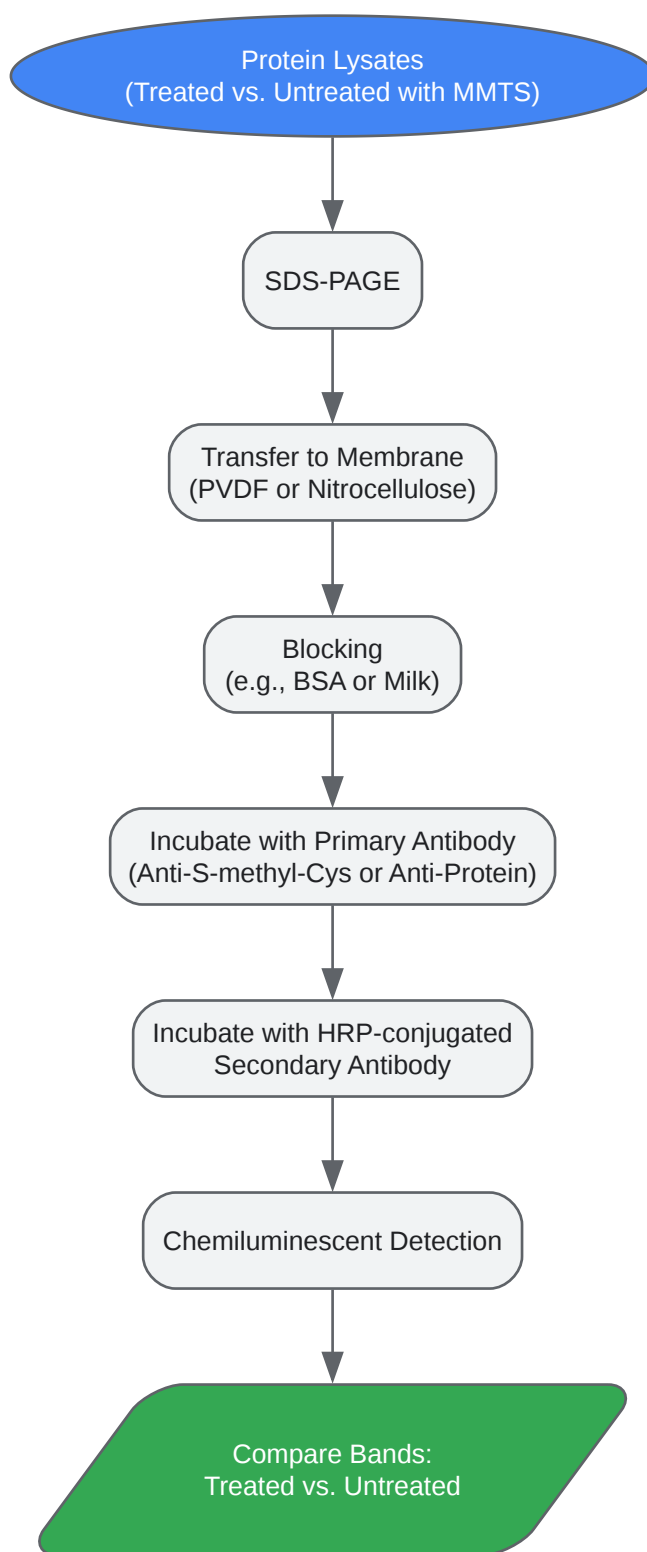 Protein Lysates
(Treated vs. Untreated with MMTS)
SDS-PAGE
Transfer to Membrane
(PVDF or Nitrocellulose)
Blocking
(e.g., BSA or Milk)
Incubate with Primary Antibody
(Anti-S-methyl-Cys or Anti-Protein)
Incubate with HRP-conjugated
Secondary Antibody
Chemiluminescent Detection
Compare Bands:
Treated vs. Untreated